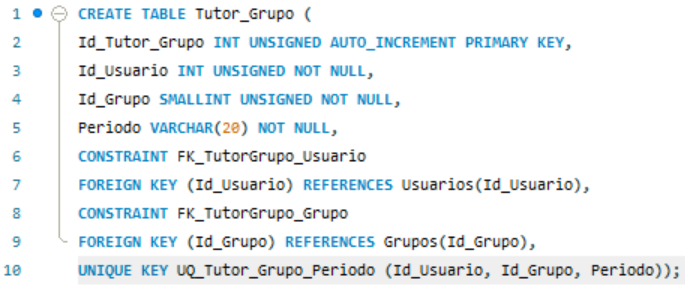 1 CREATE TABLE Tutor_Grupo (
2 Id_Tutor_Grupo INT UNSIGNED AUTO_INCREMENT PRIMARY KEY,
3 Id_Usuario INT UNSIGNED NOT NULL,
4 Id_Grupo SMALLINT UNSIGNED NOT NULL,
5 Periodo VARCHAR(20) NOT NULL,
6 CONSTRAINT FK_TutorGrupo_Usuario
7 FOREIGN KEY (Id_Usuario) REFERENCES Usuarios(Id_Usuario),
8 CONSTRAINT FK_TutorGrupo_Grupo
9 FOREIGN KEY (Id_Grupo) REFERENCES Grupos(Id_Grupo),
10 UNIQUE KEY UQ_Tutor_Grupo_Periodo (Id_Usuario, Id_Grupo, Periodo));